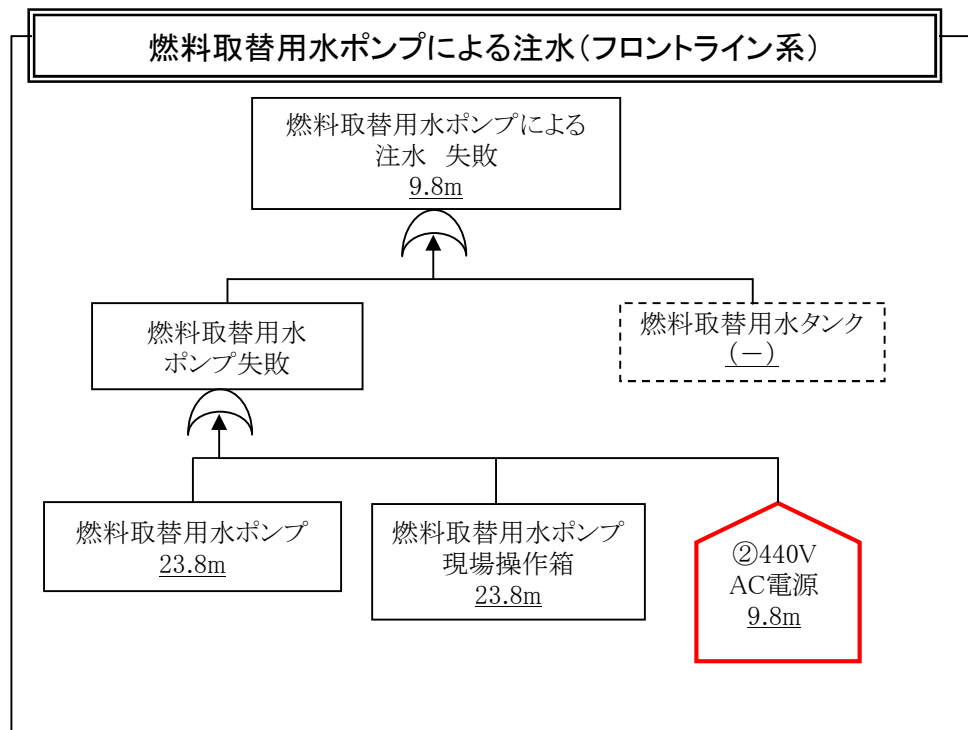 燃料取替用水ポンプによる注水(フロントライン系)
燃料取替用水ポンプによる
注水　失敗
9.8m
燃料取替用水
ポンプ失敗
燃料取替用水タンク
(－)
燃料取替用水ポンプ
23.8m
燃料取替用水ポンプ
現場操作箱
23.8m
②440V
AC電源
9.8m